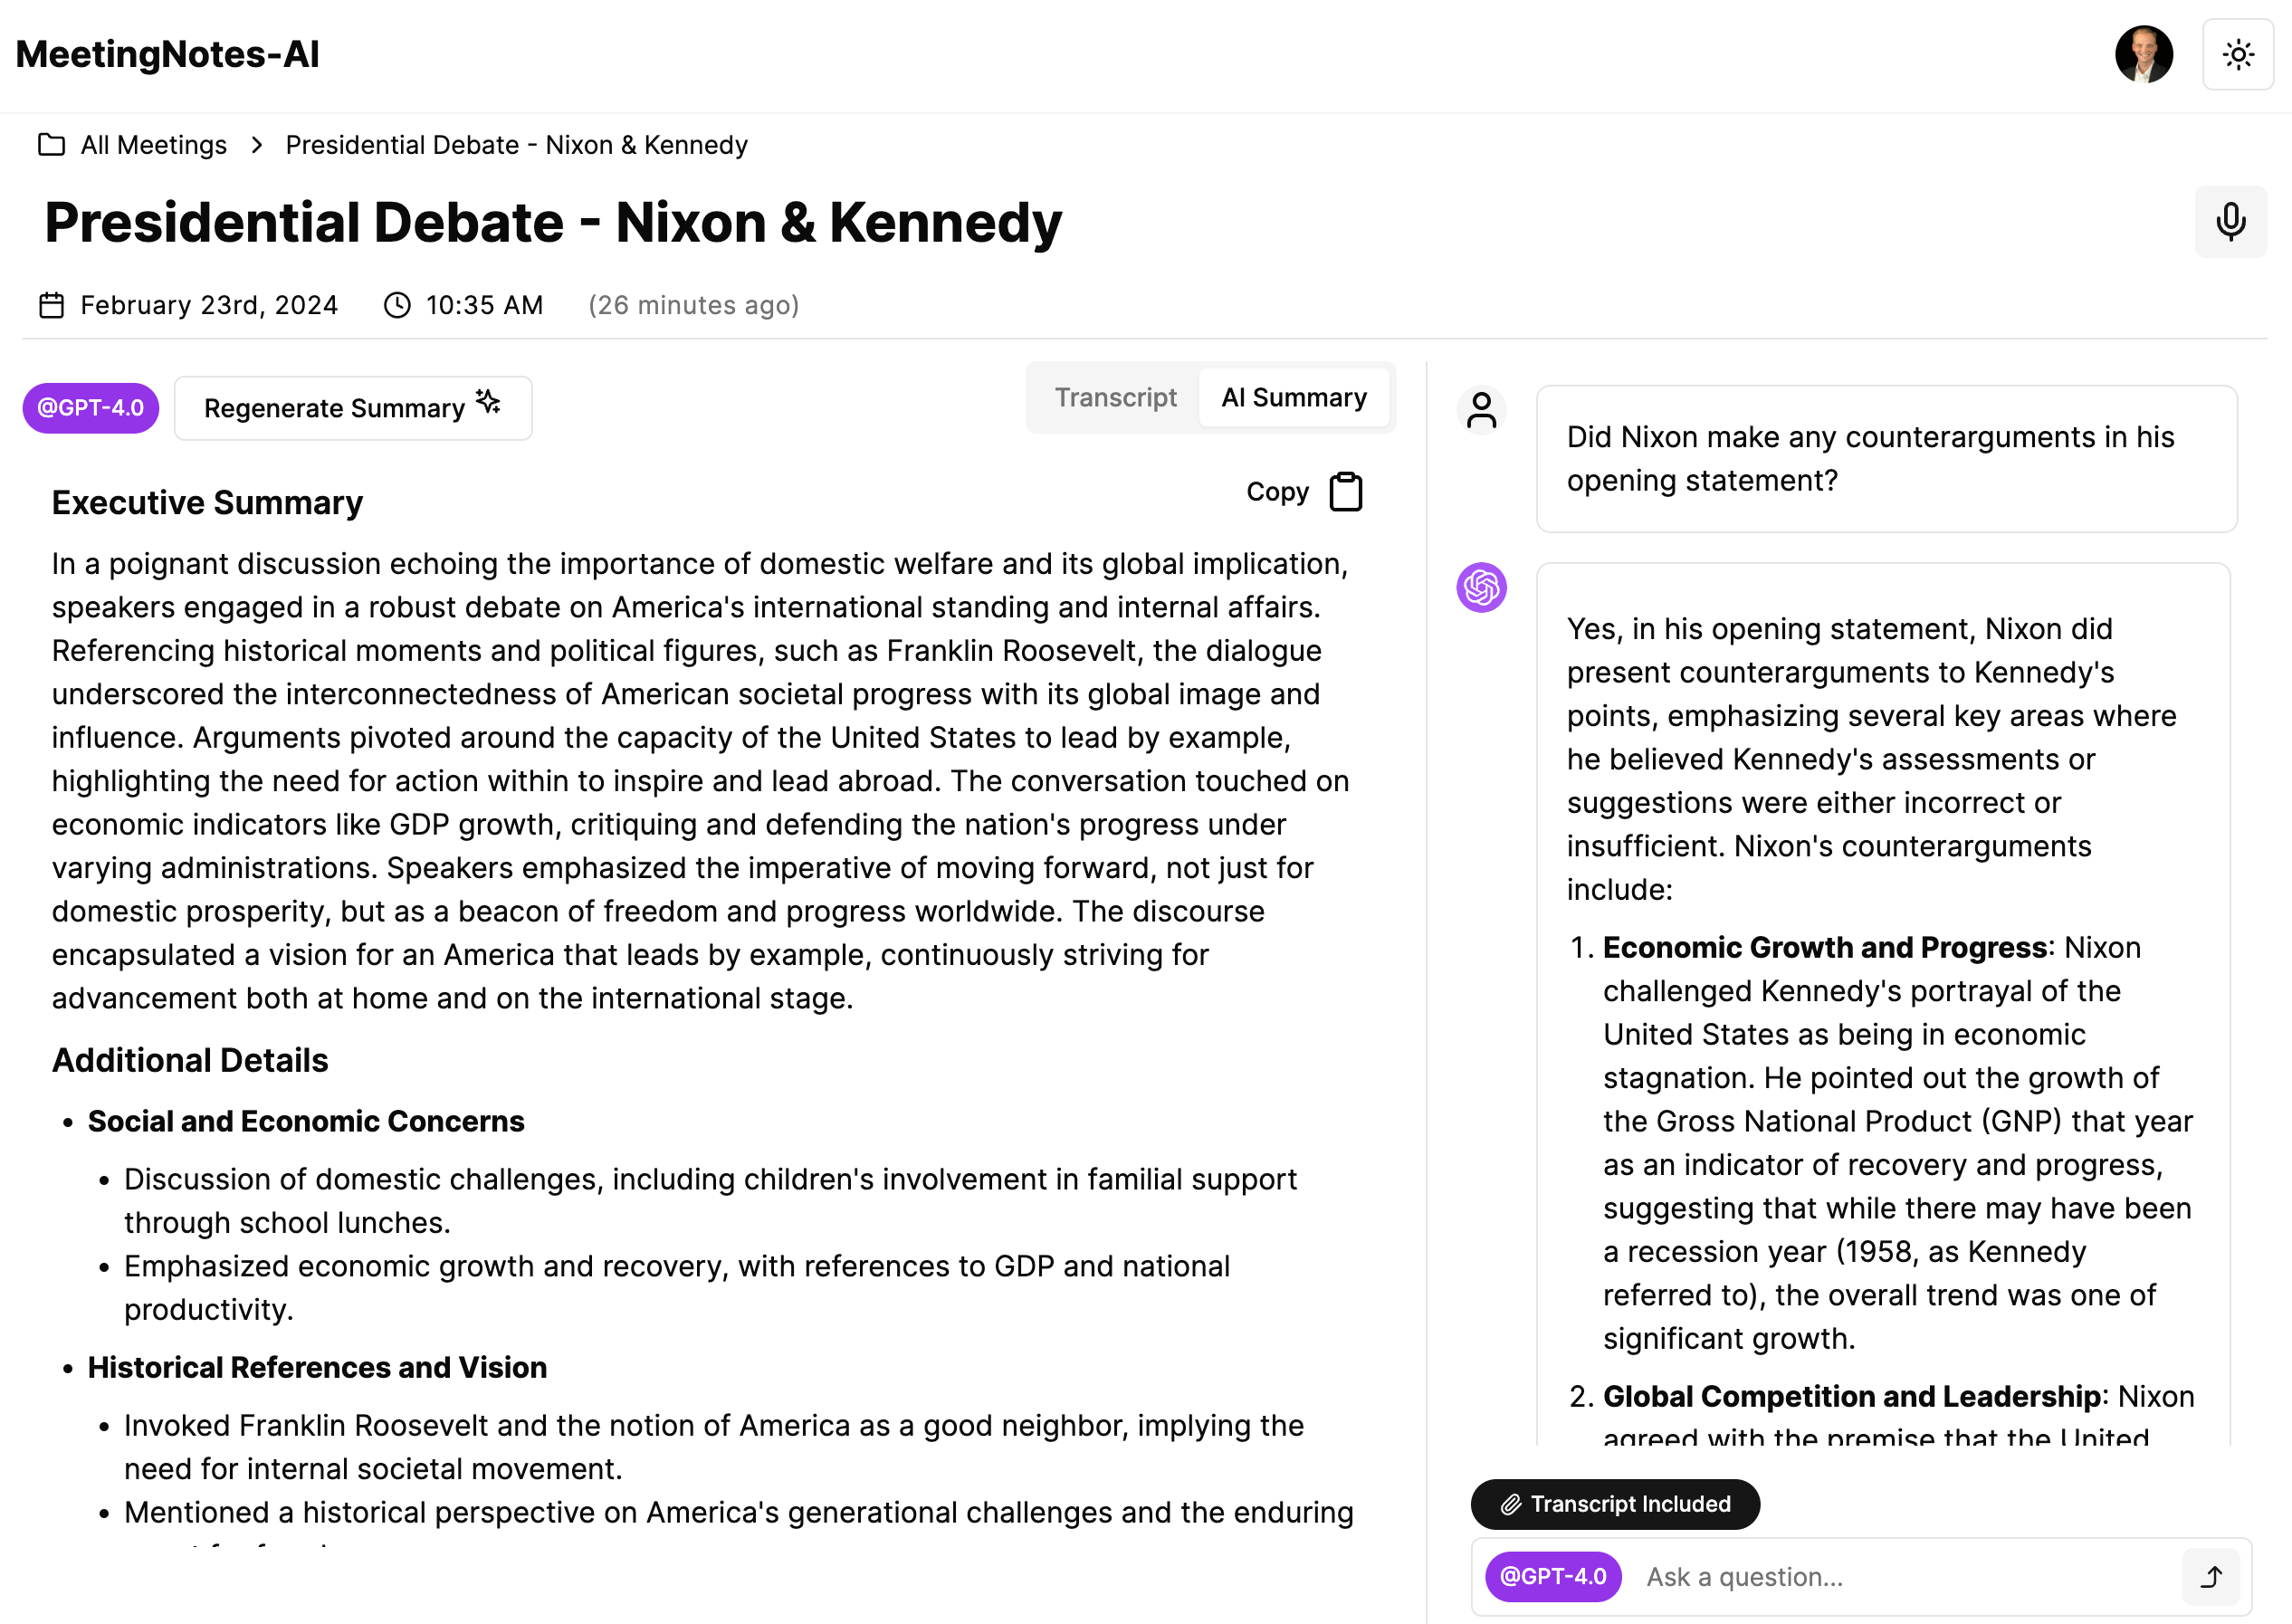 MeetingNotes-AI
All Meetings > Presidential Debate - Nixon & Kennedy
Presidential Debate - Nixon & Kennedy
February 23rd, 2024 10:35 AM (26 minutes ago)
@GPT-4.0 Regenerate Summary
Transcript AI Summary
Copy
Executive Summary
In a poignant discussion echoing the importance of domestic welfare and its global implication,
speakers engaged in a robust debate on America's international standing and internal affairs.
Referencing historical moments and political figures, such as Franklin Roosevelt, the dialogue
underscored the interconnectedness of American societal progress with its global image and
influence. Arguments pivoted around the capacity of the United States to lead by example,
highlighting the need for action within to inspire and lead abroad. The conversation touched on
economic indicators like GDP growth, critiquing and defending the nation's progress under
varying administrations. Speakers emphasized the imperative of moving forward, not just for
domestic prosperity, but as a beacon of freedom and progress worldwide. The discourse
encapsulated a vision for an America that leads by example, continuously striving for
advancement both at home and on the international stage.
Additional Details
• Social and Economic Concerns
• Discussion of domestic challenges, including children's involvement in familial support
through school lunches.
• Emphasized economic growth and recovery, with references to GDP and national
productivity.
• Historical References and Vision
• Invoked Franklin Roosevelt and the notion of America as a good neighbor, implying the
need for internal societal movement.
• Mentioned a historical perspective on America's generational challenges and the enduring
Did Nixon make any counterarguments in his
opening statement?
Yes, in his opening statement, Nixon did
present counterarguments to Kennedy's
points, emphasizing several key areas where
he believed Kennedy's assessments or
suggestions were either incorrect or
insufficient. Nixon's counterarguments
include:
1. Economic Growth and Progress: Nixon
challenged Kennedy's portrayal of the
United States as being in economic
stagnation. He pointed out the growth of
the Gross National Product (GNP) that year
as an indicator of recovery and progress,
suggesting that while there may have been
a recession year (1958, as Kennedy
referred to), the overall trend was one of
significant growth.
2. Global Competition and Leadership: Nixon
agreed with the premise that the United
Transcript Included
@GPT-4.0 Ask a question...